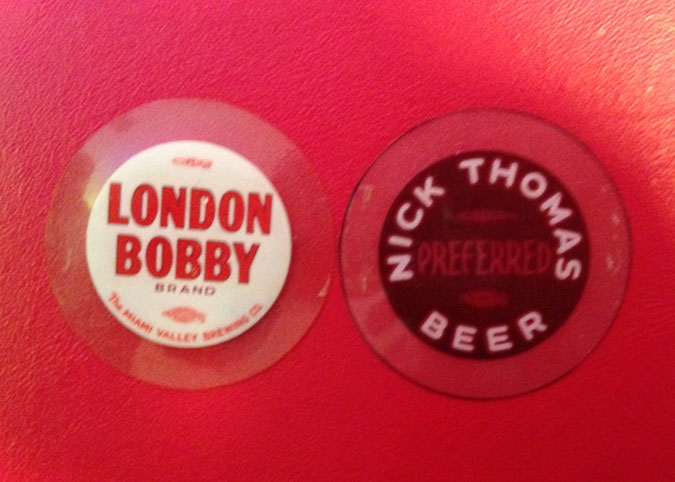 LONDON
BOBBY
BRAND
The MIAMI VALLEY BREWING CO.
NICK THOMAS
PREFERRED
BEER